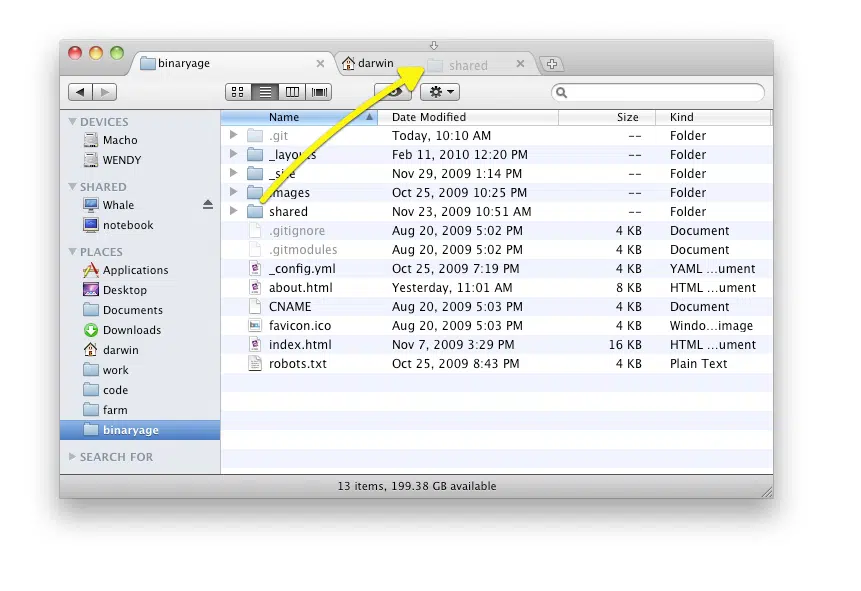 binaryage
darwin
shared
DEVICES
Macho
WENDY
SHARED
Whale
notebook
PLACES
Applications
Desktop
Documents
Downloads
darwin
work
code
farm
binaryage
SEARCH FOR
Name Date Modified Size Kind
.git Today, 10:10 AM -- Folder
_layouts Feb 11, 2010 12:20 PM -- Folder
_site Nov 29, 2009 1:14 PM -- Folder
images Oct 25, 2009 10:25 PM -- Folder
shared Nov 23, 2009 10:51 AM -- Folder
.gitignore Aug 20, 2009 5:02 PM 4 KB Document
.gitmodules Aug 20, 2009 5:02 PM 4 KB Document
_config.yml Oct 25, 2009 7:19 PM 4 KB YAML ...ument
about.html Yesterday, 11:01 AM 8 KB HTML ...ument
CNAME Aug 20, 2009 5:03 PM 4 KB Document
favicon.ico Aug 20, 2009 5:03 PM 4 KB Windo...image
index.html Nov 7, 2009 3:29 PM 16 KB HTML ...ument
robots.txt Oct 25, 2009 8:43 PM 4 KB Plain Text
13 items, 199.38 GB available